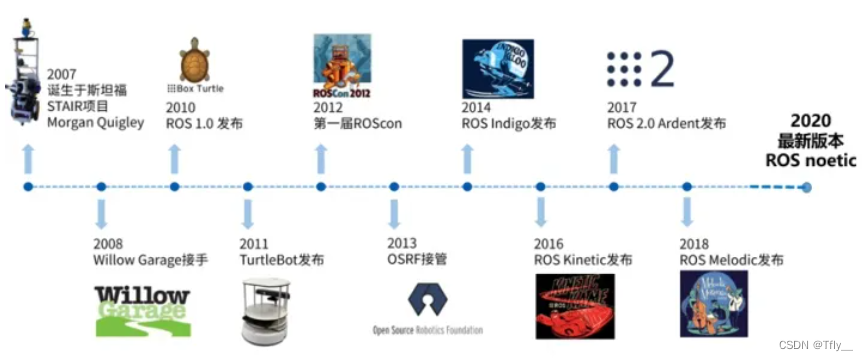 2007
诞生于斯坦福
STAIR项目
Morgan Quigley
Box Turtle
2010
ROS 1.0 发布
ROSCon 2012
2012
第一届ROScon
INDIGO
IGLOO
2014
ROS Indigo发布
2
2017
ROS 2.0 Ardent发布
2020
最新版本
ROS noetic
2008
Willow Garage接手
Willow
Garage
2011
TurtleBot发布
2013
OSRF接管
Open Source Robotics Foundation
2016
ROS Kinetic发布
KINETIC
KAME
2018
ROS Melodic发布
Melodic
CSDN @Tfly__